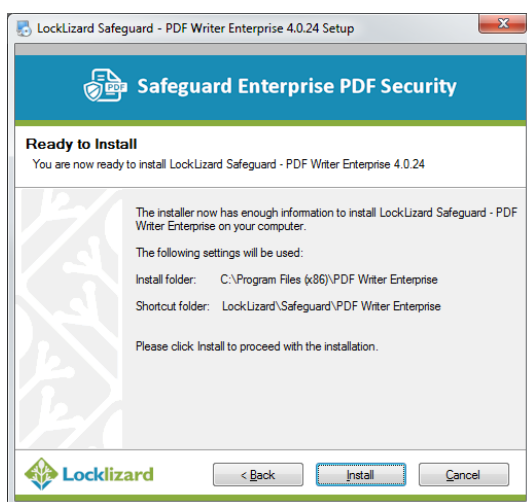 LockLizard Safeguard - PDF Writer Enterprise 4.0.24 Setup
PDF
Safeguard Enterprise PDF Security
Ready to Install
You are now ready to install LockLizard Safeguard - PDF Writer Enterprise 4.0.24
The installer now has enough information to install LockLizard Safeguard - PDF
Writer Enterprise on your computer.
The following settings will be used:
Install folder: C:\Program Files (x86)\PDF Writer Enterprise
Shortcut folder: LockLizard\Safeguard\PDF Writer Enterprise
Please click Install to proceed with the installation.
Locklizard
< Back
Install
Cancel